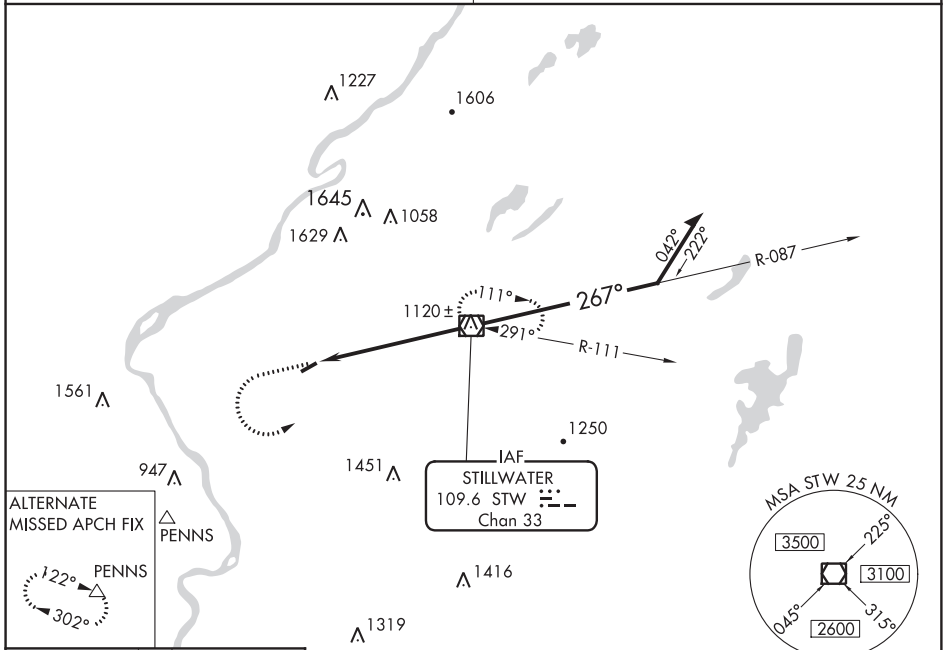 1227
1606
1645
1058
1629
042°
222°
R-087
267°
111°
1120±
291°
R-111
1561
1250
947
1451
IAF
STILLWATER
109.6 STW
Chan 33
ALTERNATE
MISSED APCH FIX
PENNS
PENNS
122°
302°
1416
1319
MSA STW 25 NM
3500
225°
3100
045°
315°
2600